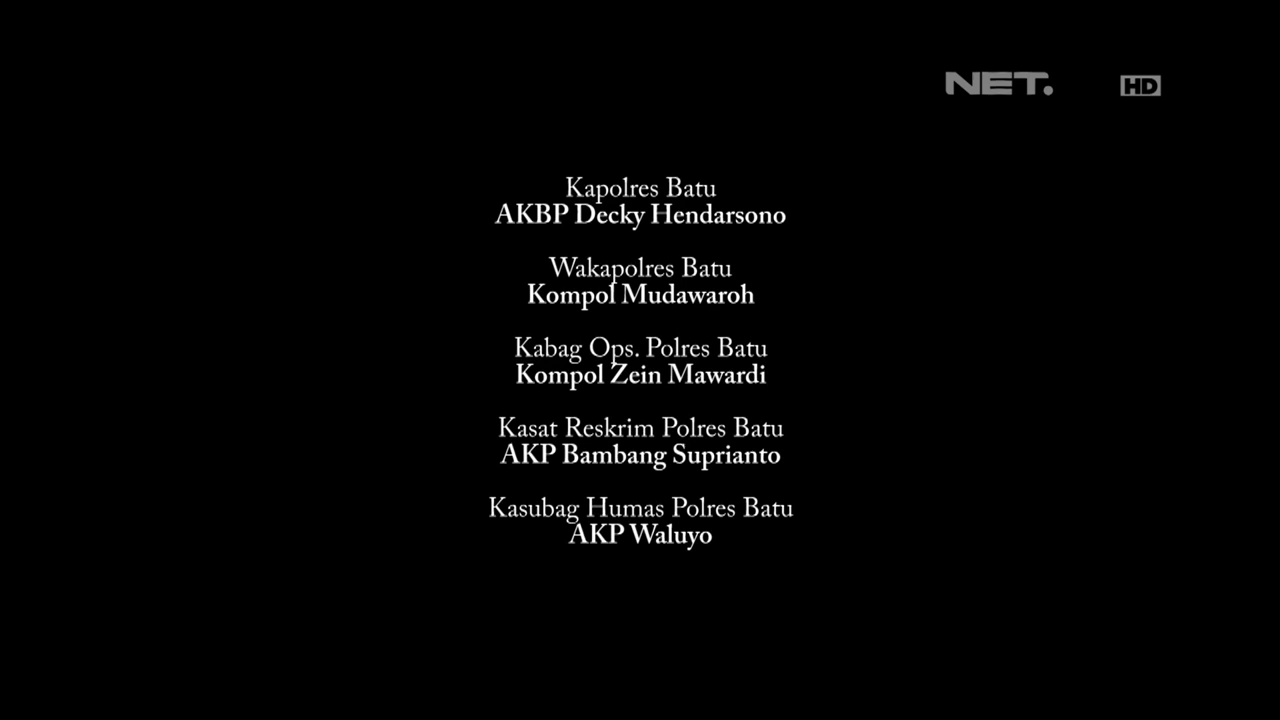 NET. HD
Kapolres Batu
AKBP Decky Hendarsono
Wakapolres Batu
Kompol Mudawaroh
Kabag Ops. Polres Batu
Kompol Zein Mawardi
Kasat Reskrim Polres Batu
AKP Bambang Suprianto
Kasubag Humas Polres Batu
AKP Waluyo